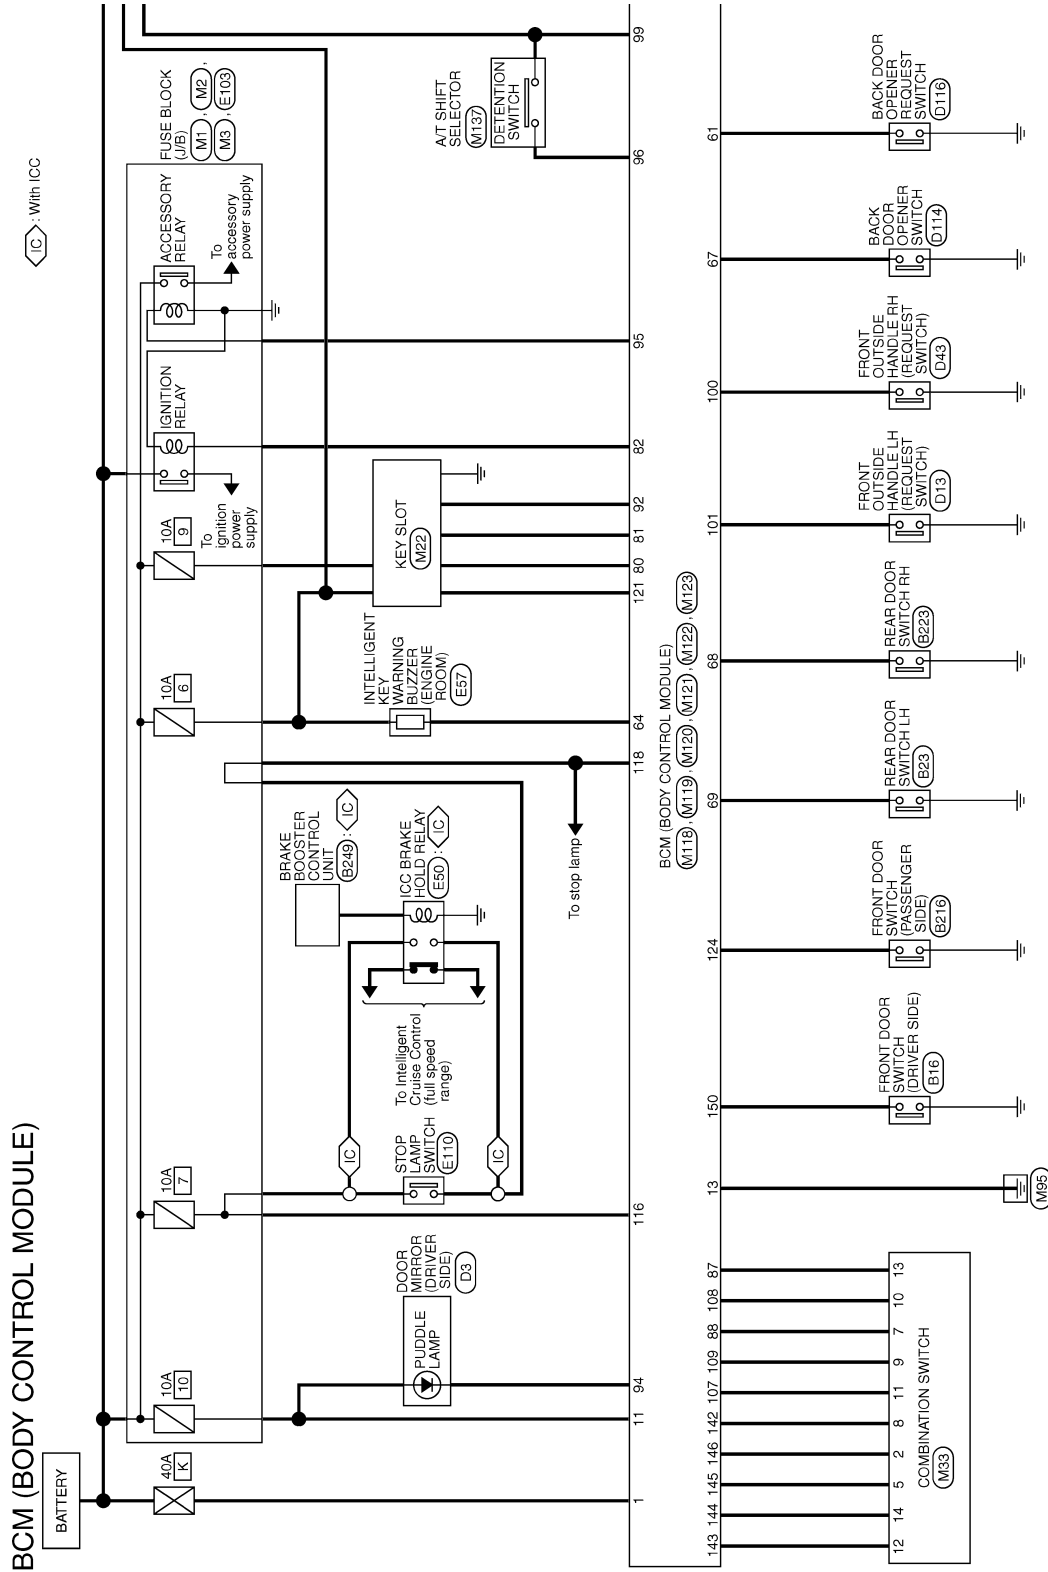 BCM (BODY CONTROL MODULE)
IC : With ICC
BATTERY
40A
K
10A
10
10A
7
10A
6
10A
9
To
ignition
power
supply
IGNITION
RELAY
ACCESSORY
RELAY
To
accessory
power supply
FUSE BLOCK
(J/B)
M1 , M2 ,
M3 , E103
DOOR
MIRROR
(DRIVER
SIDE)
D3
PUDDLE
LAMP
STOP
LAMP
SWITCH
E110
IC
IC
To Intelligent
Cruise Control
(full speed
range)
BRAKE
BOOSTER
CONTROL
UNIT
B249 : IC
ICC BRAKE
HOLD RELAY
E50 : IC
To stop lamp
INTELLIGENT
KEY
WARNING
BUZZER
(ENGINE
ROOM)
E57
KEY SLOT
M22
A/T SHIFT
SELECTOR
M137
DETENTION
SWITCH
1
11
94
116
118
64
121
80
81
92
82
95
96
99
BCM (BODY CONTROL MODULE)
M118 , M119 , M120 , M121 , M122 , M123
143
144
145
146
142
107
109
88
108
87
13
150
124
69
68
101
100
67
61
12
14
5
2
8
11
9
7
10
13
COMBINATION SWITCH
M33
M95
FRONT DOOR
SWITCH
(DRIVER SIDE)
B16
FRONT DOOR
SWITCH
(PASSENGER
SIDE)
B216
REAR DOOR
SWITCH LH
B23
REAR DOOR
SWITCH RH
B223
FRONT
OUTSIDE
HANDLE LH
(REQUEST
SWITCH)
D13
FRONT
OUTSIDE
HANDLE RH
(REQUEST
SWITCH)
D43
BACK
DOOR
OPENER
SWITCH
D114
BACK DOOR
OPENER
REQUEST
SWITCH
D116